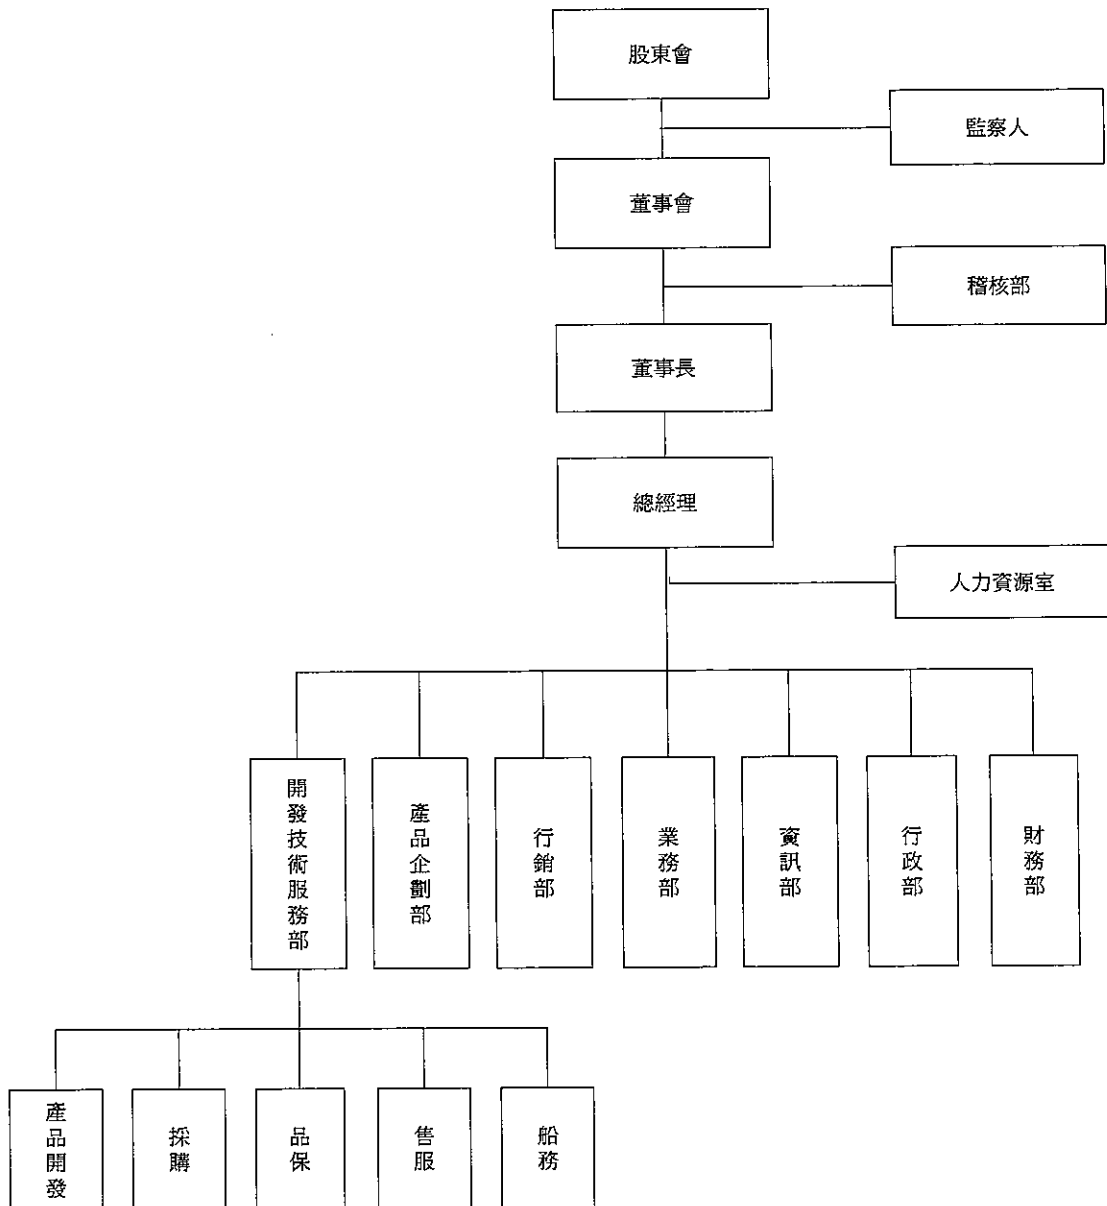 股東會
監察人
董事會
稽核部
董事長
總經理
人力資源室
開發技術服務部
產品企劃部
行銷部
業務部
資訊部
行政部
財務部
產品開發
採購
品保
售服
船務